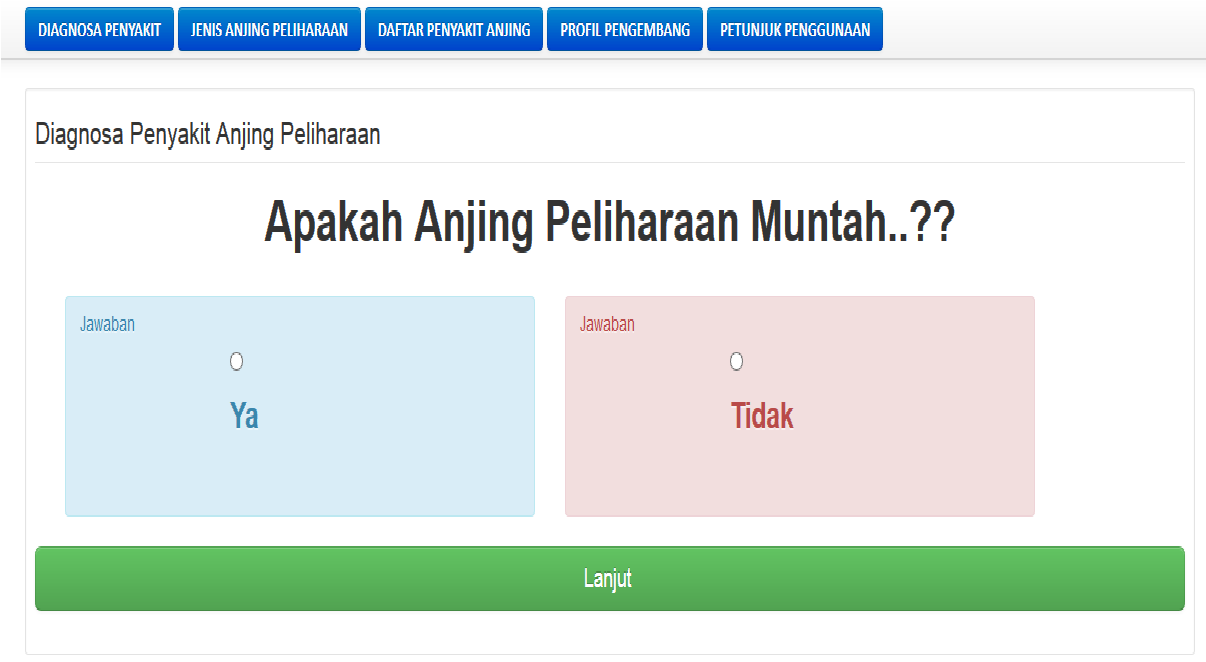 DIAGNOSA PENYAKIT JENIS ANJING PELIHARAAN DAFTAR PENYAKIT ANJING PROFIL PENGEMBANG PETUNJUK PENGGUNAAN
Diagnosa Penyakit Anjing Peliharaan
Apakah Anjing Peliharaan Muntah..??
Jawaban Jawaban
Ya Tidak
Lanjut